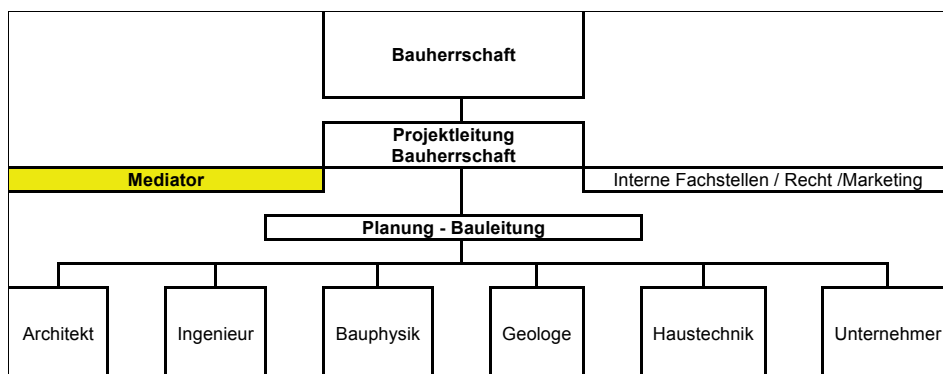 Bauherrschaft
Projektleitung
Bauherrschaft
Mediator
Interne Fachstellen / Recht /Marketing
Planung - Bauleitung
Architekt
Ingenieur
Bauphysik
Geologe
Haustechnik
Unternehmer